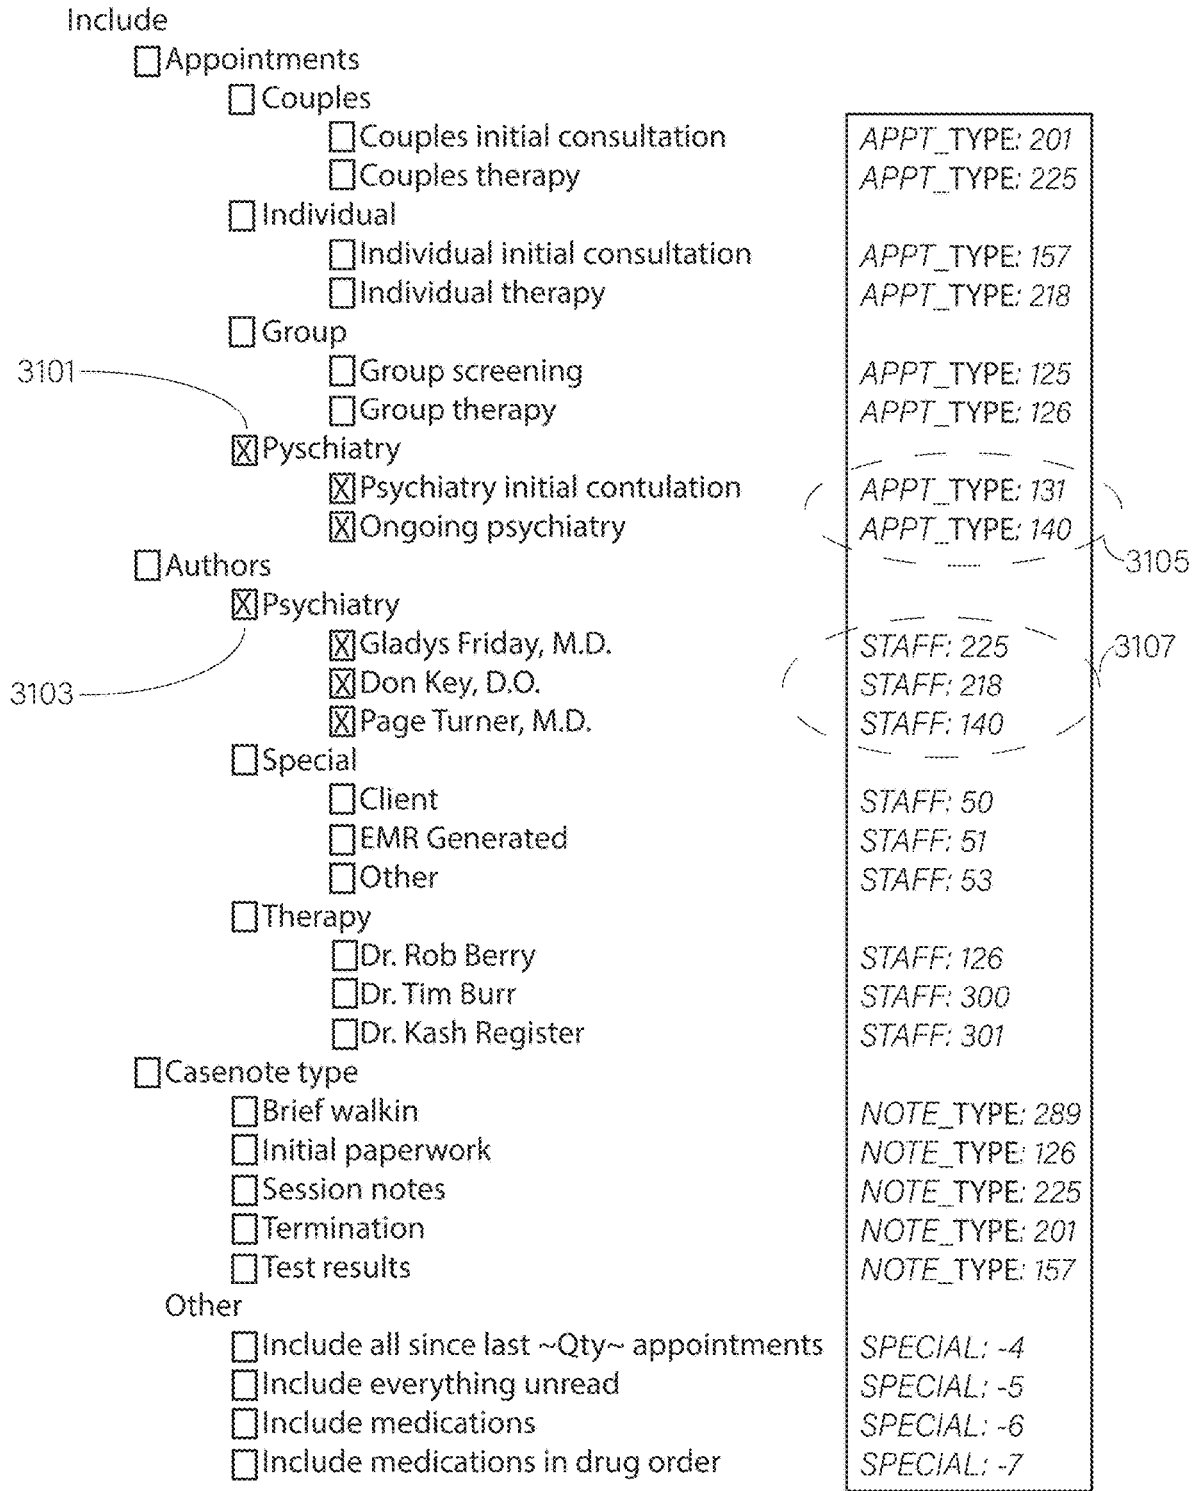 Include
Appointments
Couples
Couples initial consultation APPT_TYPE: 201
Couples therapy APPT_TYPE: 225
Individual
Individual initial consultation APPT_TYPE: 157
Individual therapy APPT_TYPE: 218
Group
3101 Group screening APPT_TYPE: 125
Group therapy APPT_TYPE: 126
X Pyschiatry
X Psychiatry initial contulation APPT_TYPE: 131
X Ongoing psychiatry APPT_TYPE: 140
Authors 3105
X Psychiatry
X Gladys Friday, M.D. STAFF: 225 3107
3103 X Don Key, D.O. STAFF: 218
X Page Turner, M.D. STAFF: 140
Special
Client STAFF: 50
EMR Generated STAFF: 51
Other STAFF: 53
Therapy
Dr. Rob Berry STAFF: 126
Dr. Tim Burr STAFF: 300
Dr. Kash Register STAFF: 301
Casenote type
Brief walkin NOTE_TYPE: 289
Initial paperwork NOTE_TYPE: 126
Session notes NOTE_TYPE: 225
Termination NOTE_TYPE: 201
Test results NOTE_TYPE: 157
Other
Include all since last ~Qty~ appointments SPECIAL: -4
Include everything unread SPECIAL: -5
Include medications SPECIAL: -6
Include medications in drug order SPECIAL: -7